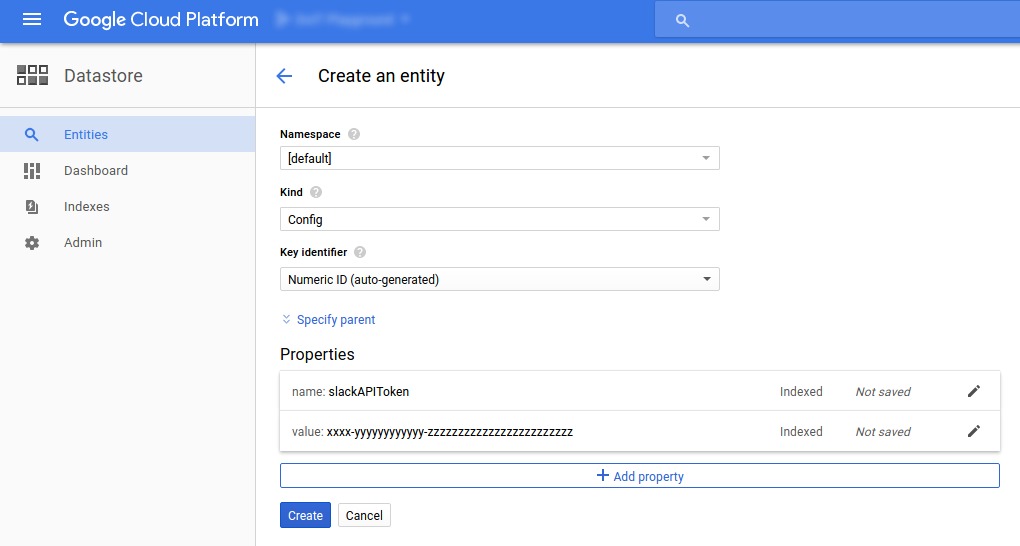 Google Cloud Platform
Datastore
Create an entity
Entities
Dashboard
Indexes
Admin
Namespace ?
[default]
Kind ?
Config
Key identifier ?
Numeric ID (auto-generated)
Specify parent
Properties
name: slackAPIToken Indexed Not saved
value: xxxx-yyyyyyyyyyyy-zzzzzzzzzzzzzzzzzzzzzzzz Indexed Not saved
+ Add property
Create Cancel